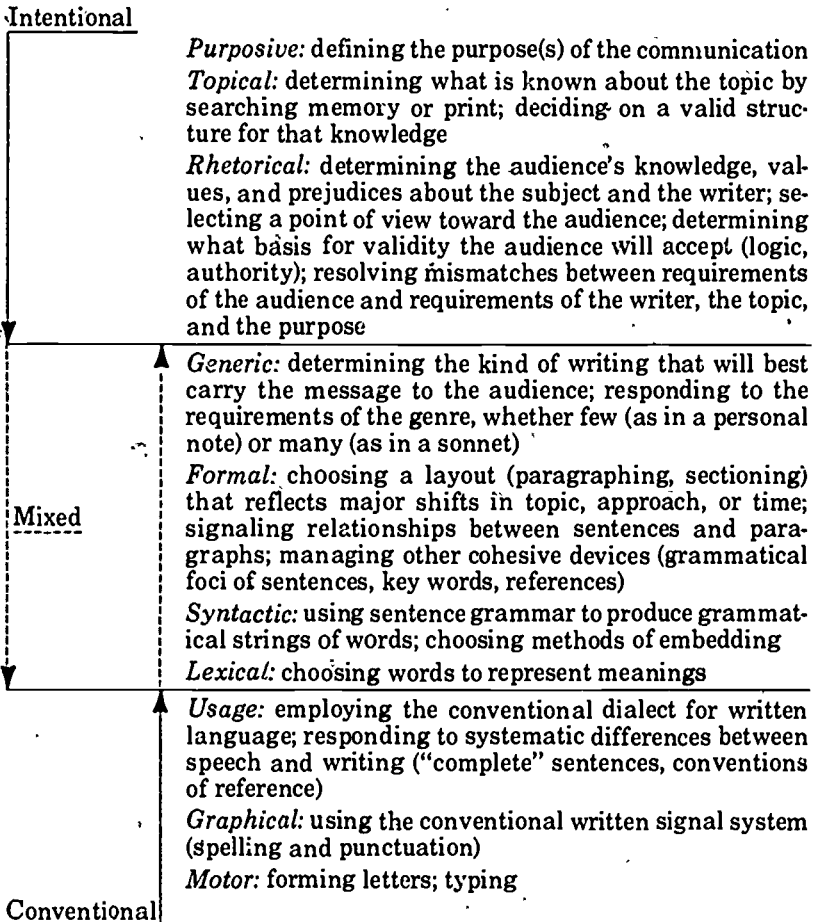 Intentional
Purposive: defining the purpose(s) of the communication
Topical: determining what is known about the topic by
searching memory or print; deciding on a valid struc-
ture for that knowledge
Rhetorical: determining the audience's knowledge, val-
ues, and prejudices about the subject and the writer; se-
lecting a point of view toward the audience; determining
what basis for validity the audience will accept (logic,
authority); resolving mismatches between requirements
of the audience and requirements of the writer, the topic,
and the purpose
Generic: determining the kind of writing that will best
carry the message to the audience; responding to the
requirements of the genre, whether few (as in a personal
note) or many (as in a sonnet)
Formal: choosing a layout (paragraphing, sectioning)
that reflects major shifts in topic, approach, or time;
Mixed
signaling relationships between sentences and para-
graphs; managing other cohesive devices (grammatical
foci of sentences, key words, references)
Syntactic: using sentence grammar to produce grammat-
ical strings of words; choosing methods of embedding
Lexical: choosing words to represent meanings
Usage: employing the conventional dialect for written
language; responding to systematic differences between
speech and writing ("complete" sentences, conventions
of reference)
Graphical: using the conventional written signal system
(spelling and punctuation)
Motor: forming letters; typing
Conventional